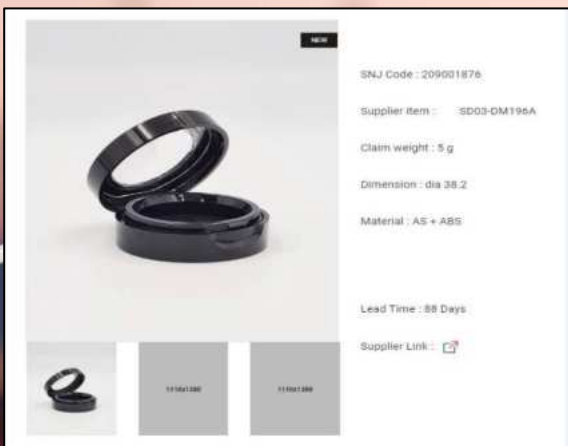 NEW
SNJ Code : 209001876
Supplier Item : SD03-DM196A
Claim weight : 5 g
Dimension : dia 38.2
Material : AS + ABS
Lead Time : 88 Days
Supplier Link :